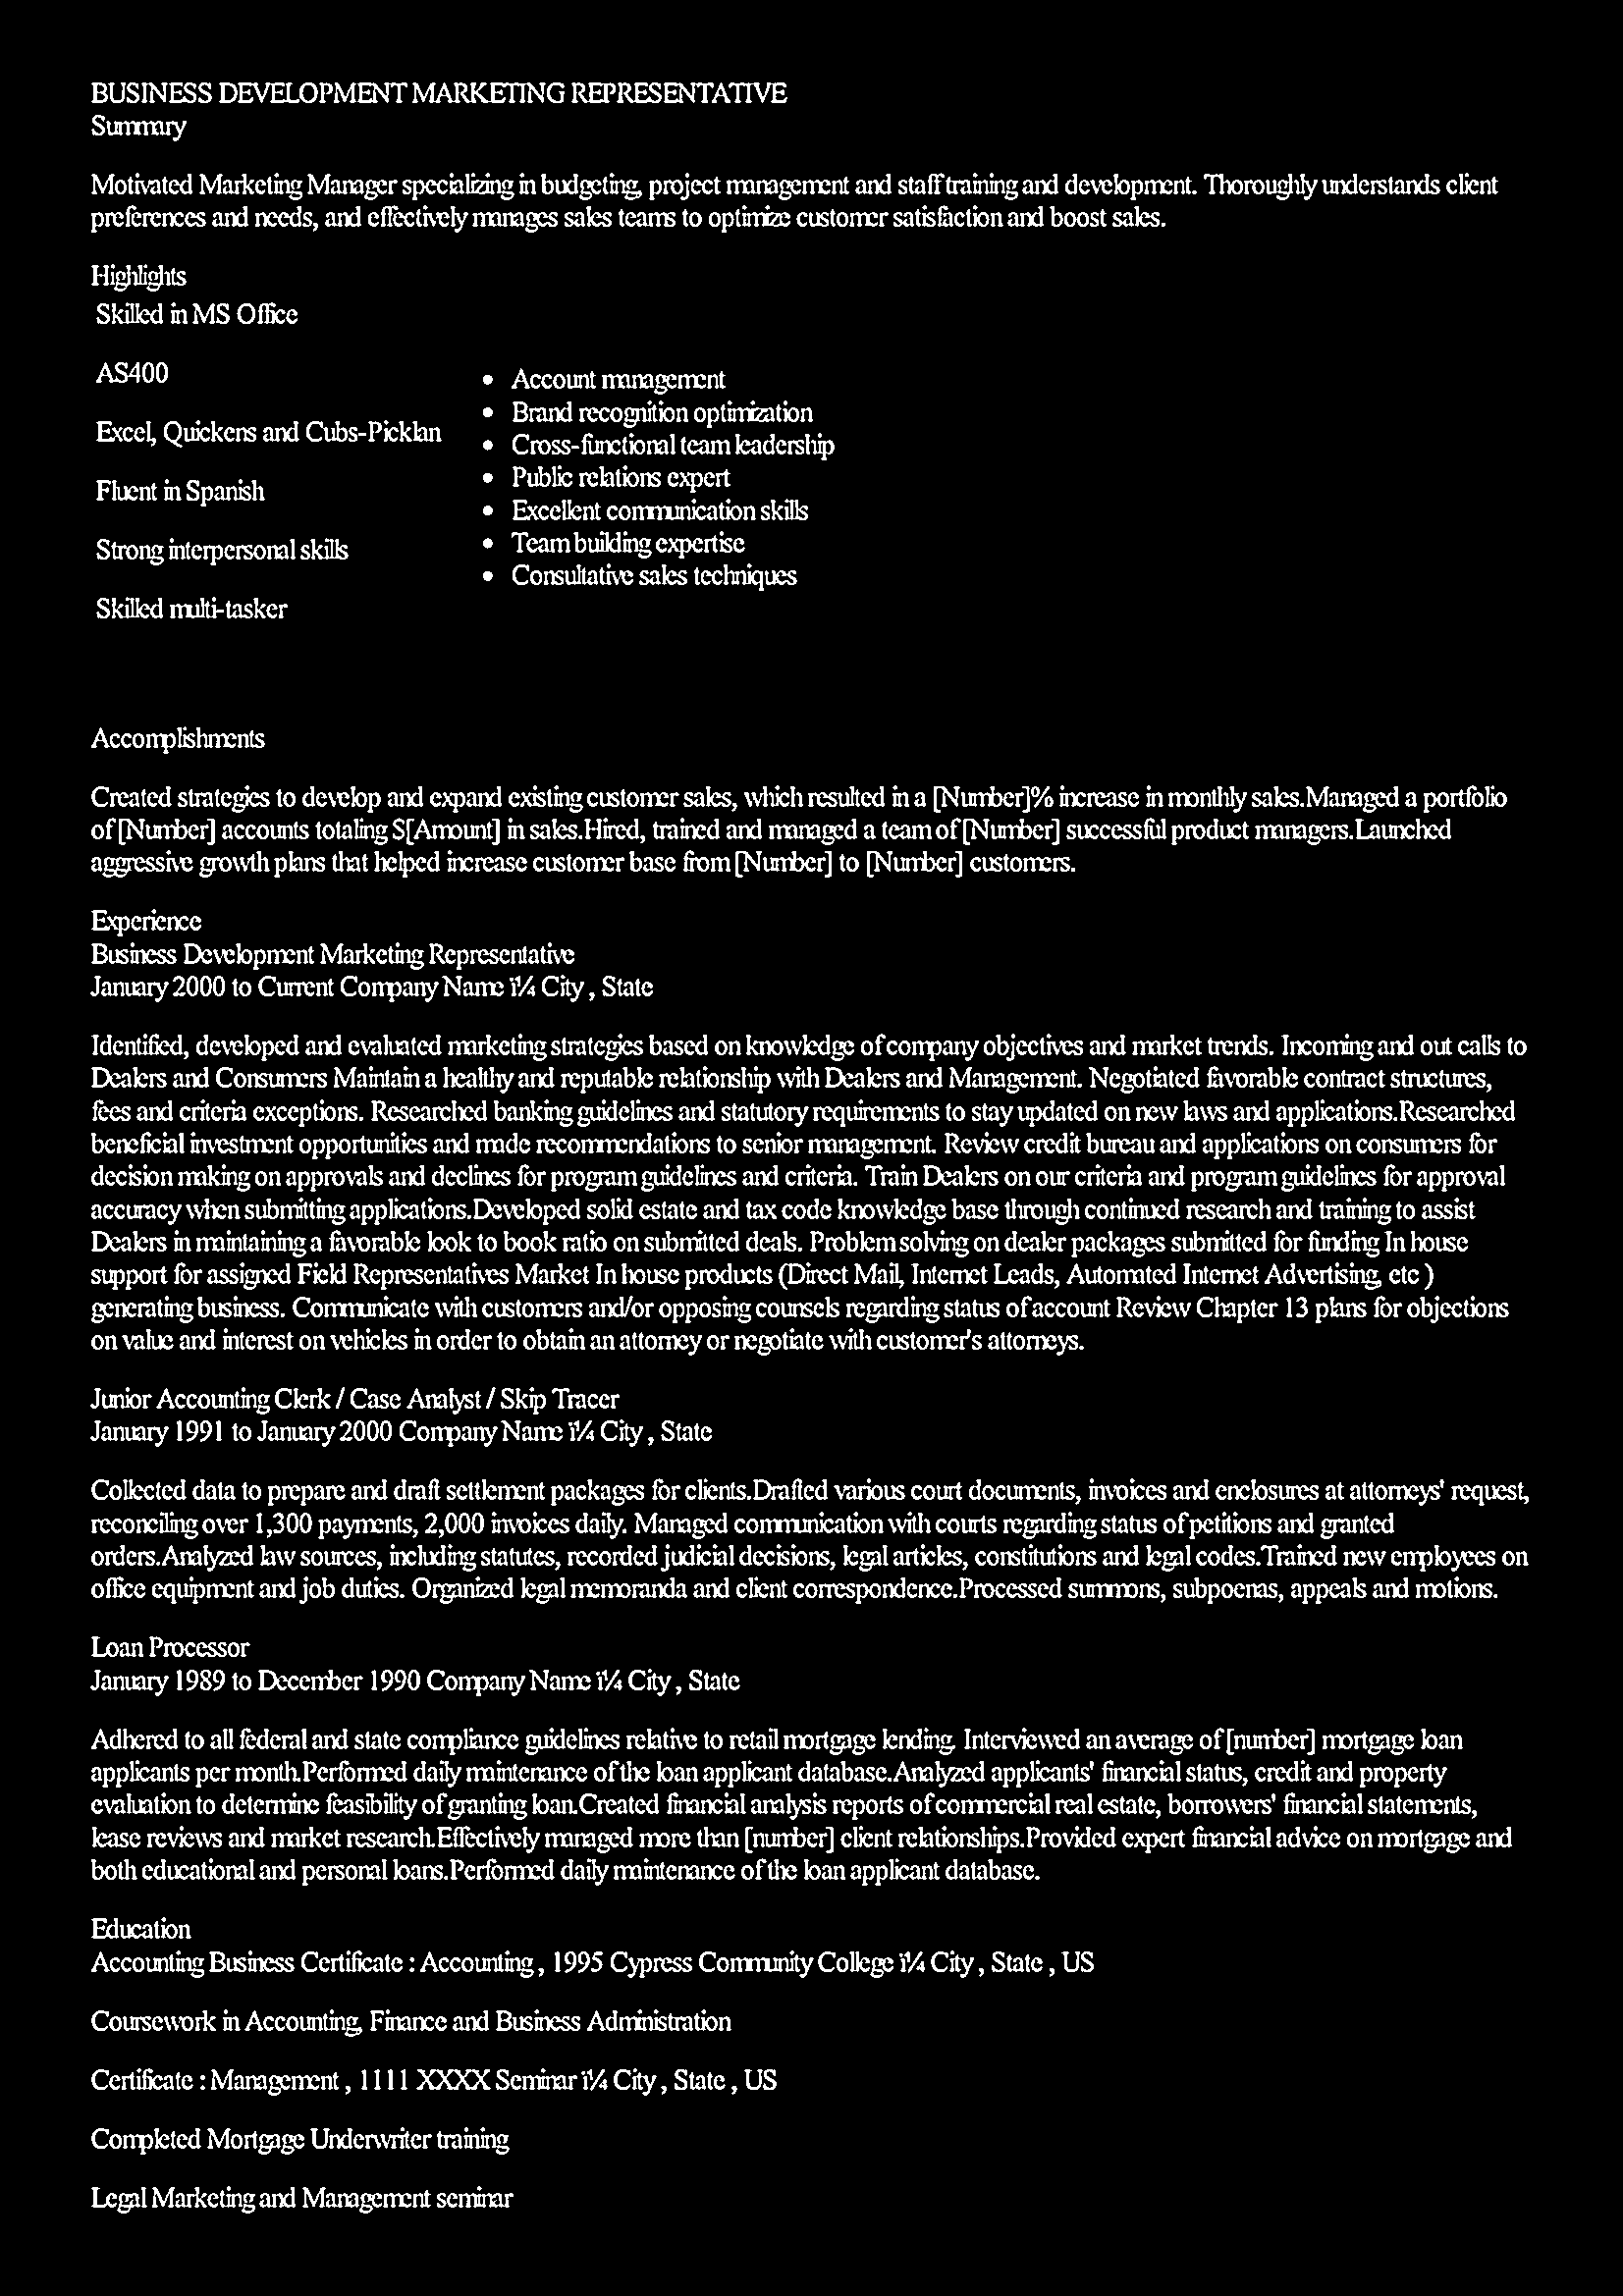 BUSINESS DEVELOPMENT MARKETING REPRESENTATIVE
Summary
Motivated Marketing Manager specializing in budgeting, project management and staff training and development. Thoroughly understands client
preferences and needs, and effectively manages sales teams to optimize customer satisfaction and boost sales.
Highlights
Skilled in MS Office
AS400
Excel, Quickens and Cubs-Picklan
Fluent in Spanish
Strong interpersonal skills
Skilled multi-tasker
• Account management
• Brand recognition optimization
• Cross-functional team leadership
• Public relations expert
• Excellent communication skills
• Team building expertise
• Consultative sales techniques
Accomplishments
Created strategies to develop and expand existing customer sales, which resulted in a [Number]% increase in monthly sales.Managed a portfolio
of [Number] accounts totaling $[Amount] in sales.Hired, trained and managed a team of [Number] successful product managers.Launched
aggressive growth plans that helped increase customer base from [Number] to [Number] customers.
Experience
Business Development Marketing Representative
January 2000 to Current Company Name ï¼ City , State
Identified, developed and evaluated marketing strategies based on knowledge of company objectives and market trends. Incoming and out calls to
Dealers and Consumers Maintain a healthy and reputable relationship with Dealers and Management. Negotiated favorable contract structures,
fees and criteria exceptions. Researched banking guidelines and statutory requirements to stay updated on new laws and applications.Researched
beneficial investment opportunities and made recommendations to senior management. Review credit bureau and applications on consumers for
decision making on approvals and declines for program guidelines and criteria. Train Dealers on our criteria and program guidelines for approval
accuracy when submitting applications.Developed solid estate and tax code knowledge base through continued research and training to assist
Dealers in maintaining a favorable look to book ratio on submitted deals. Problem solving on dealer packages submitted for funding In house
support for assigned Field Representatives Market In house products (Direct Mail, Internet Leads, Automated Internet Advertising, etc )
generating business. Communicate with customers and/or opposing counsels regarding status of account Review Chapter 13 plans for objections
on value and interest on vehicles in order to obtain an attorney or negotiate with customer's attorneys.
Junior Accounting Clerk / Case Analyst / Skip Tracer
January 1991 to January 2000 Company Name ï¼ City , State
Collected data to prepare and draft settlement packages for clients.Drafted various court documents, invoices and enclosures at attorneys' request,
reconciling over 1,300 payments, 2,000 invoices daily. Managed communication with courts regarding status of petitions and granted
orders.Analyzed law sources, including statutes, recorded judicial decisions, legal articles, constitutions and legal codes.Trained new employees on
office equipment and job duties. Organized legal memoranda and client correspondence.Processed summons, subpoenas, appeals and motions.
Loan Processor
January 1989 to December 1990 Company Name ï¼ City , State
Adhered to all federal and state compliance guidelines relative to retail mortgage lending. Interviewed an average of [number] mortgage loan
applicants per month.Performed daily maintenance of the loan applicant database.Analyzed applicants' financial status, credit and property
evaluation to determine feasibility of granting loan.Created financial analysis reports of commercial real estate, borrowers' financial statements,
lease reviews and market research.Effectively managed more than [number] client relationships.Provided expert financial advice on mortgage and
both educational and personal loans.Performed daily maintenance of the loan applicant database.
Education
Accounting Business Certificate : Accounting , 1995 Cypress Community College ï¼ City , State , US
Coursework in Accounting, Finance and Business Administration
Certificate : Management , 1111 XXXX Seminar ï¼ City , State , US
Completed Mortgage Underwriter training
Legal Marketing and Management seminar